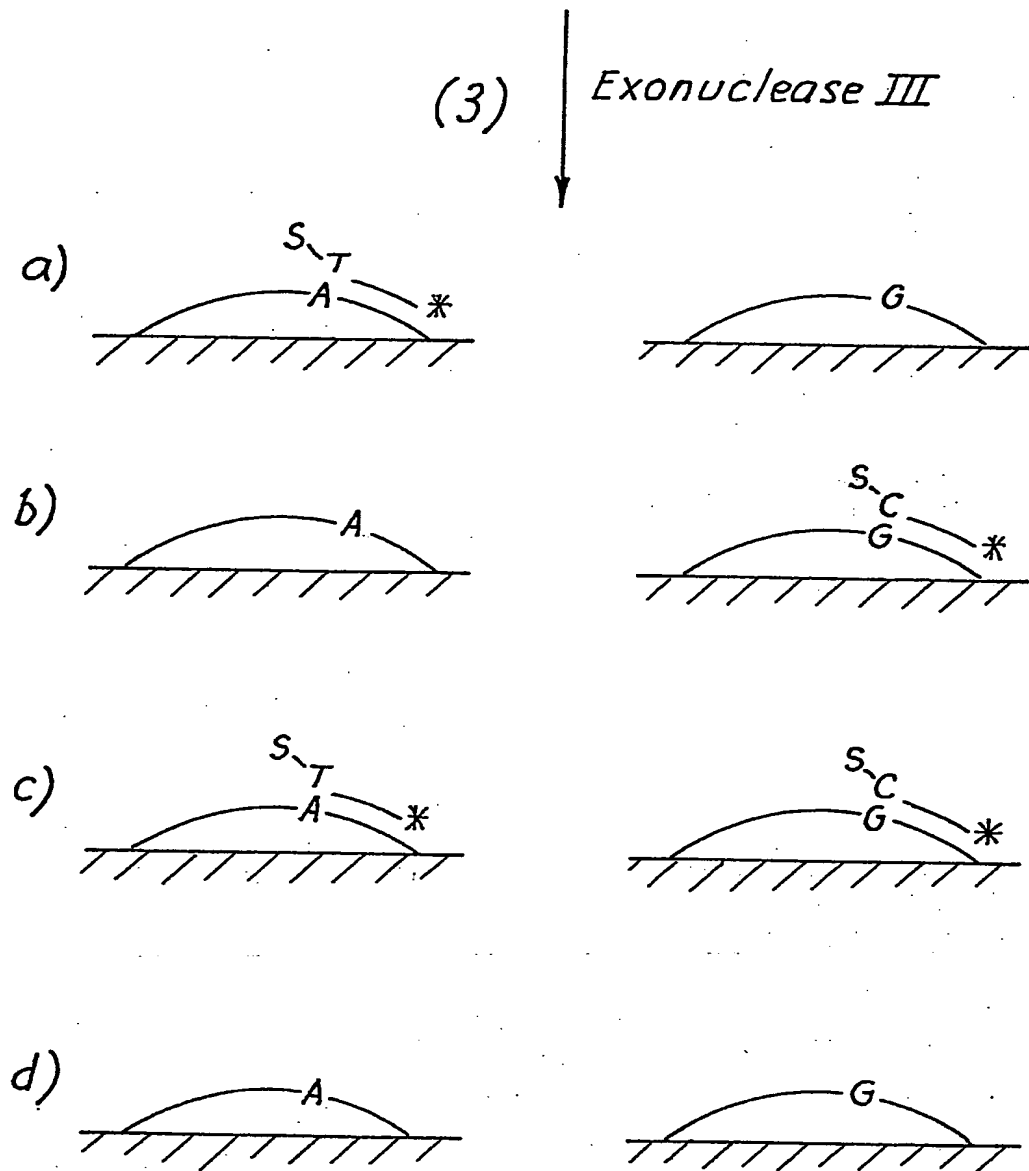 (3) Exonuclease III
a) S T A * G
b) A S C G *
c) S T A * S C G *
d) A G